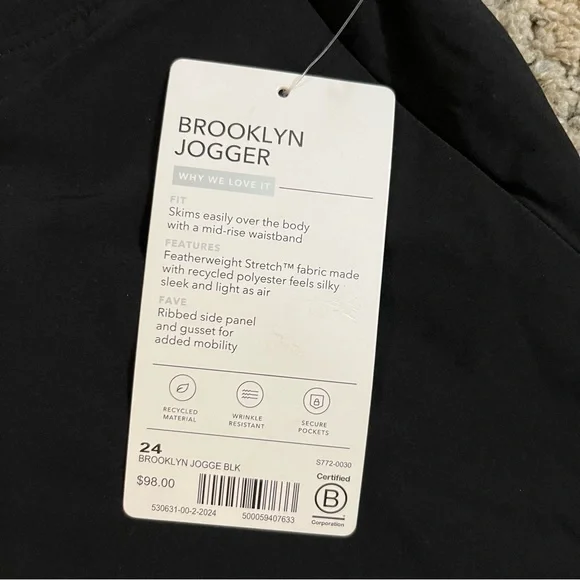 BROOKLYN
JOGGER
WHY WE LOVE IT
FIT
Skims easily over the body
with a mid-rise waistband
FEATURES
Featherweight Stretch™ fabric made
with recycled polyester feels silky
sleek and light as air
FAVE
Ribbed side panel
and gusset for
added mobility
RECYCLED
MATERIAL
WRINKLE
RESISTANT
SECURE
POCKETS
24
BROOKLYN JOGGE BLK
S772-0030
$98.00
530631-00-2-2024
500059407633
Certified
B
Corporation